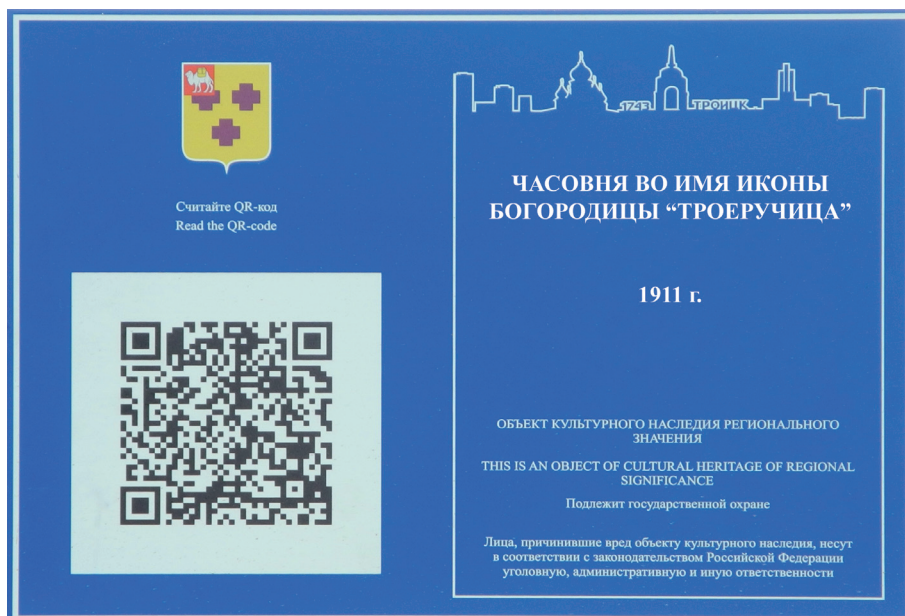 Считайте QR-код
Read the QR-code
1743 ТРОИЦК
ЧАСОВНЯ ВО ИМЯ ИКОНЫ
БОГОРОДИЦЫ “ТРОЕРУЧИЦА”
1911 г.
ОБЪЕКТ КУЛЬТУРНОГО НАСЛЕДИЯ РЕГИОНАЛЬНОГО
ЗНАЧЕНИЯ
THIS IS AN OBJECT OF CULTURAL HERITAGE OF REGIONAL
SIGNIFICANCE
Подлежит государственной охране
Лица, причинившие вред объекту культурного наследия, несут
в соответствии с законодательством Российской Федерации
уголовную, административную и иную ответственности